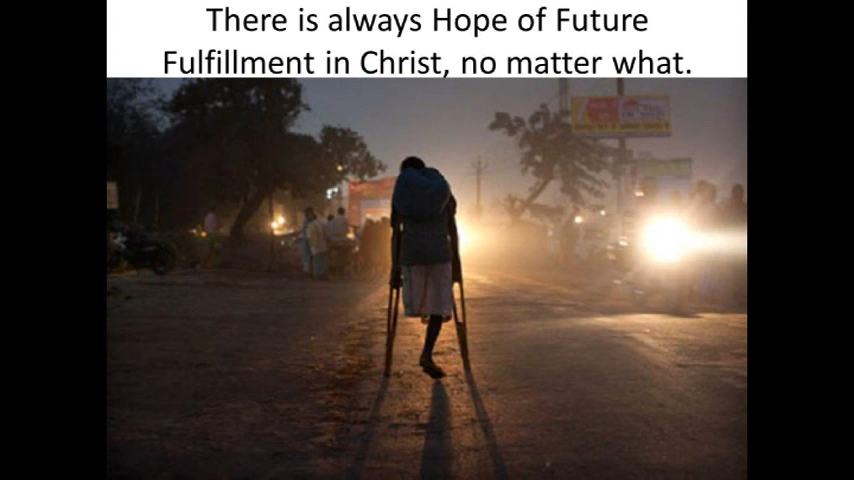 There is always Hope of Future
Fulfillment in Christ, no matter what.